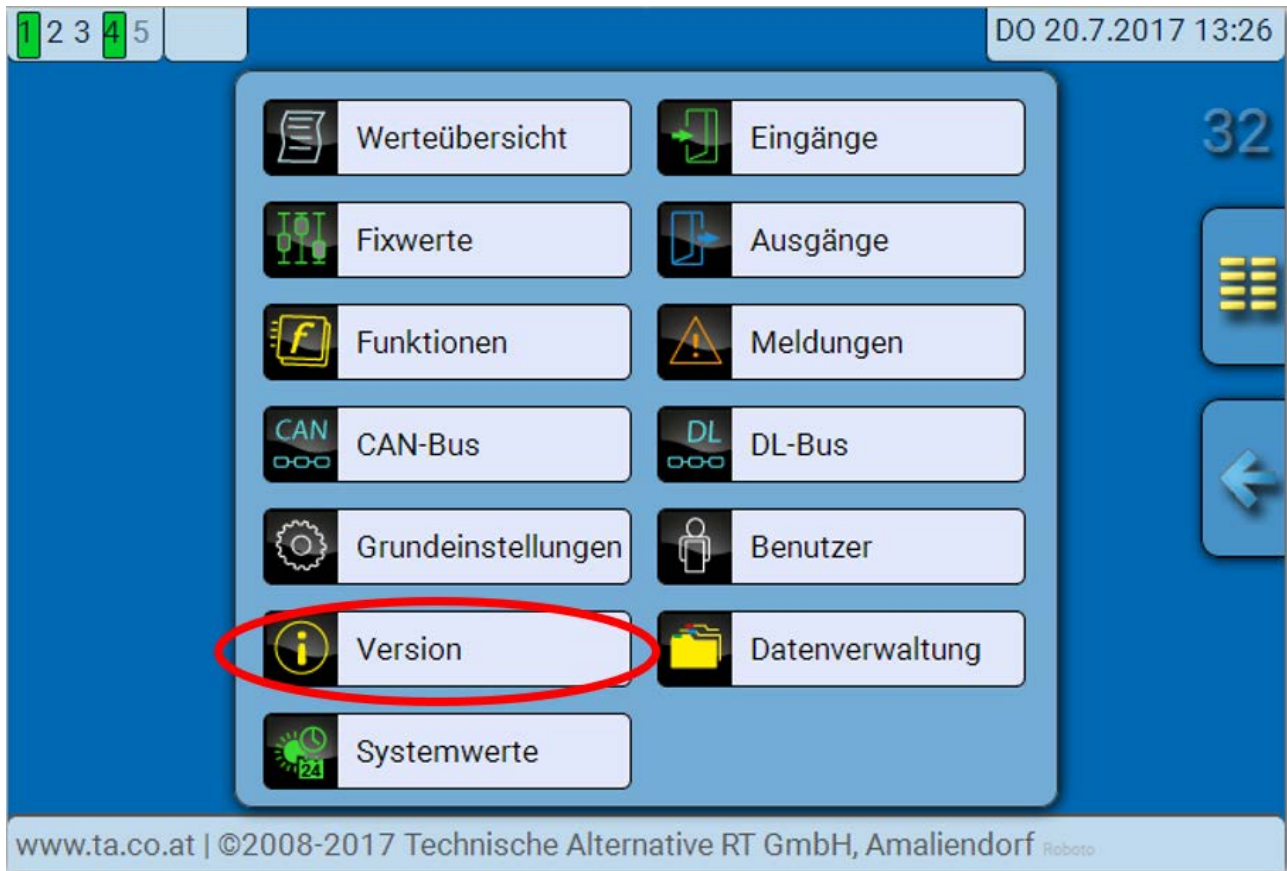 1 2 3 4 5
DO 20.7.2017 13:26
32
Werteübersicht
Eingänge
Fixwerte
Ausgänge
f Funktionen
Meldungen
CAN CAN-Bus
DL DL-Bus
Grundeinstellungen
Benutzer
i Version
Datenverwaltung
24 Systemwerte
www.ta.co.at | ©2008-2017 Technische Alternative RT GmbH, Amaliendorf Roboto